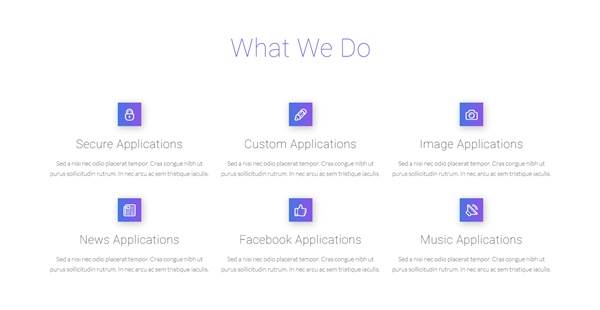 What We Do
Secure Applications
Custom Applications
Image Applications
Sed a nisi nec odio placerat tempor. Cras congue nibh ut
purus sollicitudin rutrum. In nec arcu ac sem tristique iaculis.
Sed a nisi nec odio placerat tempor. Cras congue nibh ut
purus sollicitudin rutrum. In nec arcu ac sem tristique iaculis.
Sed a nisi nec odio placerat tempor. Cras congue nibh ut
purus sollicitudin rutrum. In nec arcu ac sem tristique iaculis.
News Applications
Facebook Applications
Music Applications
Sed a nisi nec odio placerat tempor. Cras congue nibh ut
purus sollicitudin rutrum. In nec arcu ac sem tristique iaculis.
Sed a nisi nec odio placerat tempor. Cras congue nibh ut
purus sollicitudin rutrum. In nec arcu ac sem tristique iaculis.
Sed a nisi nec odio placerat tempor. Cras congue nibh ut
purus sollicitudin rutrum. In nec arcu ac sem tristique iaculis.